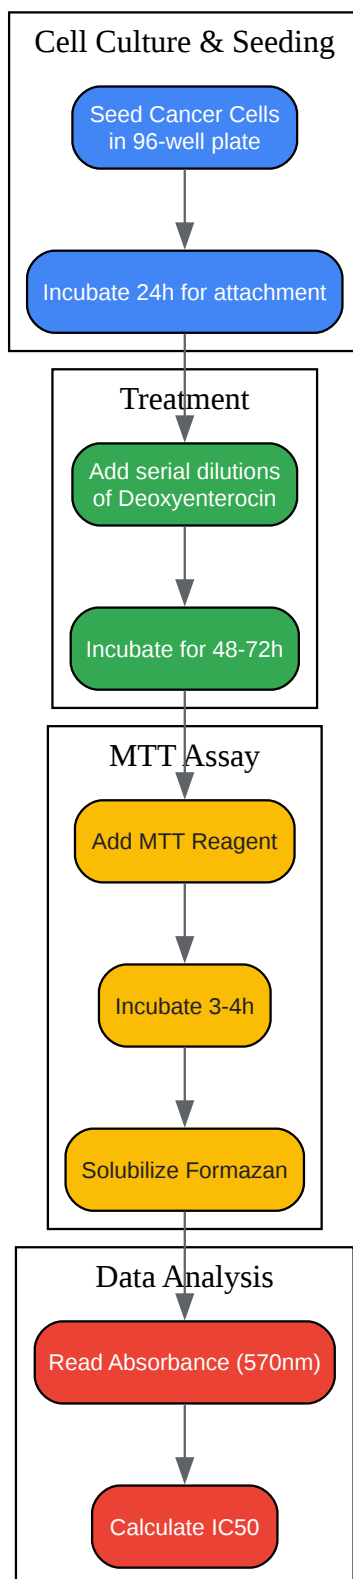 Cell Culture & Seeding
Seed Cancer Cells
in 96-well plate
Incubate 24h for attachment
Treatment
Add serial dilutions
of Deoxyenterocin
Incubate for 48-72h
MTT Assay
Add MTT Reagent
Incubate 3-4h
Solubilize Formazan
Data Analysis
Read Absorbance (570nm)
Calculate IC50